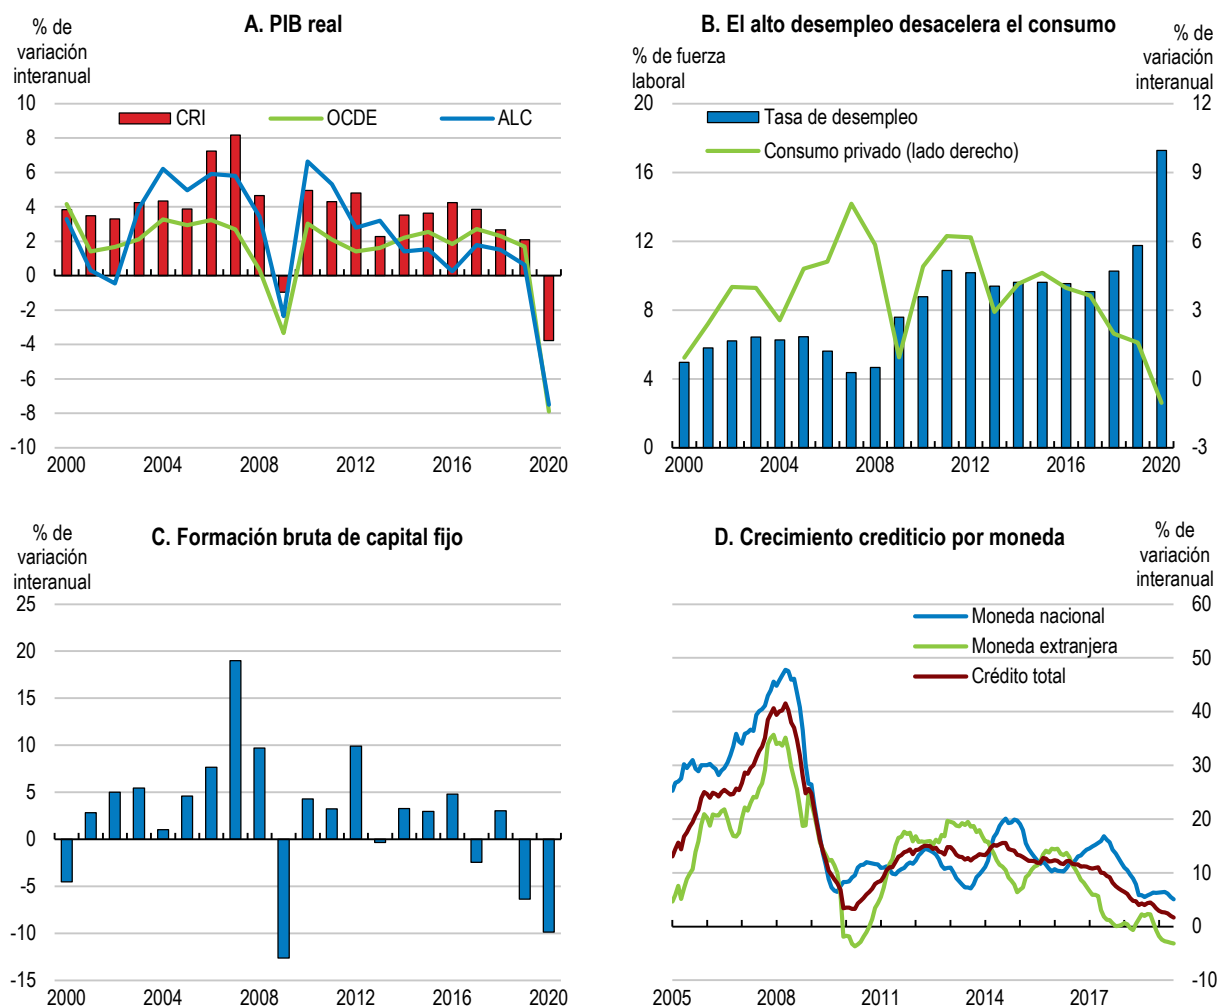 A. PIB real
% de
variación
interanual
10
8
6
4
2
0
-2
-4
-6
-8
-10
CRI
OCDE
ALC
2000
2004
2008
2012
2016
2020
B. El alto desempleo desacelera el consumo
% de fuerza
laboral
% de
variación
interanual
20
16
12
8
4
0
Tasa de desempleo
Consumo privado (lado derecho)
12
9
6
3
0
-3
2000
2004
2008
2012
2016
2020
C. Formación bruta de capital fijo
% de
variación
interanual
25
20
15
10
5
0
-5
-10
-15
2000
2004
2008
2012
2016
2020
D. Crecimiento crediticio por moneda
% de
variación
interanual
Moneda nacional
Moneda extranjera
Crédito total
60
50
40
30
20
10
0
-10
2005
2008
2011
2014
2017